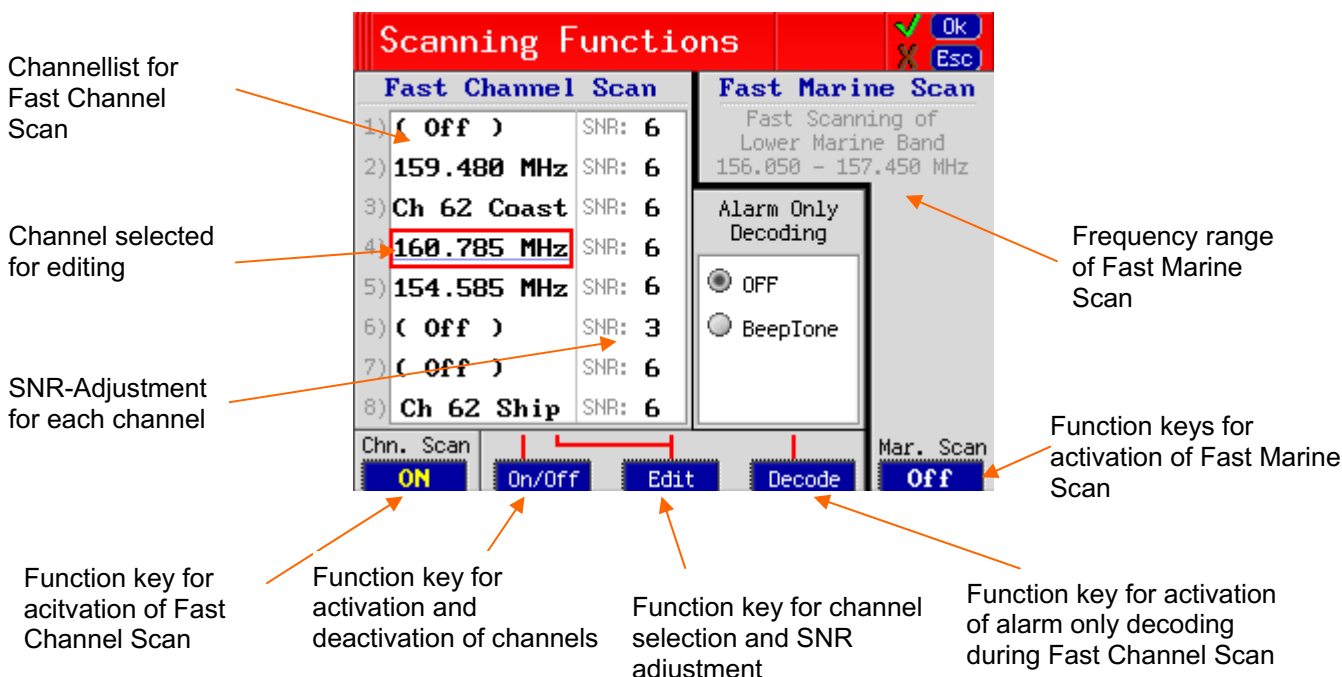 Scanning Functions
Ok
Esc
Channellist for
Fast Channel
Scan
Fast Channel Scan
1) ( Off ) SNR: 6
2) 159.480 MHz SNR: 6
3) Ch 62 Coast SNR: 6
4) 160.785 MHz SNR: 6
5) 154.585 MHz SNR: 6
6) ( Off ) SNR: 3
7) ( Off ) SNR: 6
8) Ch 62 Ship SNR: 6
Fast Marine Scan
Fast Scanning of
Lower Marine Band
156.050 - 157.450 MHz
Alarm Only
Decoding
OFF
BeepTone
Channel selected
for editing
Frequency range
of Fast Marine
Scan
SNR-Adjustment
for each channel
Function keys for
activation of Fast Marine
Scan
Chn. Scan
ON
On/Off
Edit
Decode
Mar. Scan
Off
Function key for
acitvation of Fast
Channel Scan
Function key for
activation and
deactivation of channels
Function key for channel
selection and SNR
adjustment
Function key for activation
of alarm only decoding
during Fast Channel Scan